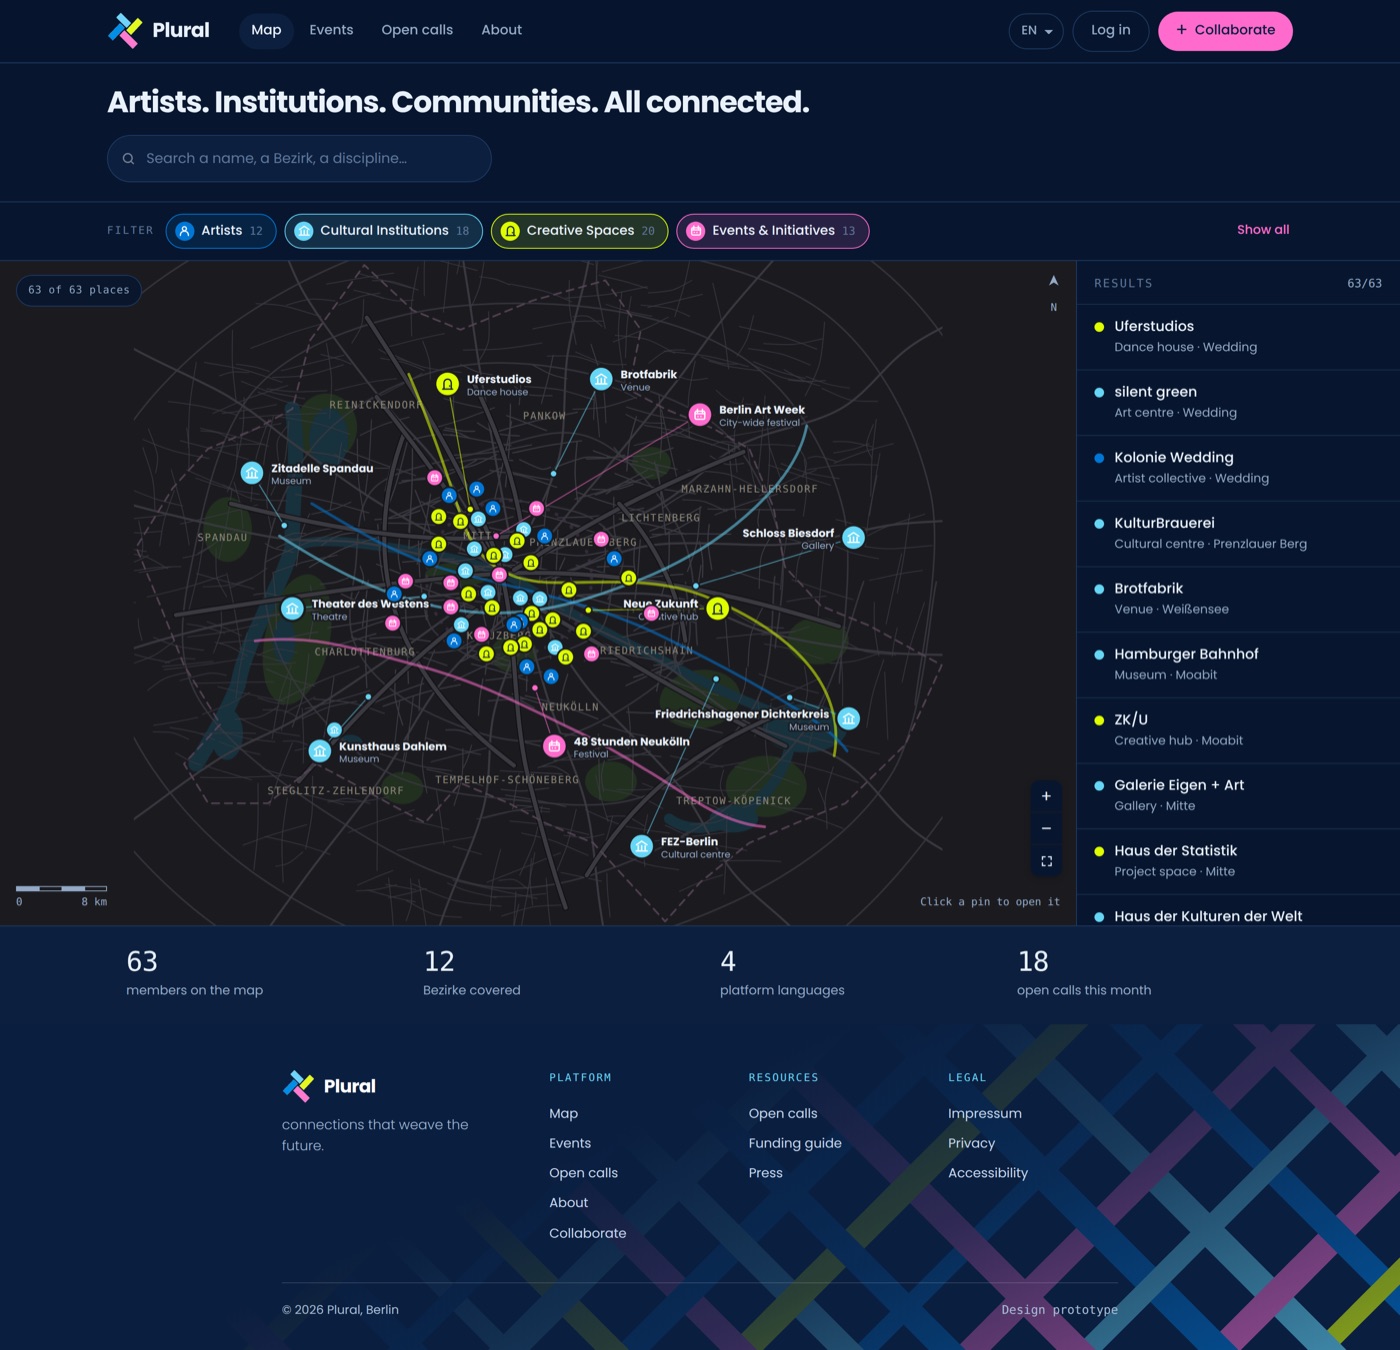 Plural
Map
Events
Open calls
About
EN
Log in
+ Collaborate
Artists. Institutions. Communities. All connected.
Search a name, a Bezirk, a discipline...
FILTER
Artists 12
Cultural Institutions 18
Creative Spaces 20
Events & Initiatives 13
Show all
63 of 63 places
N
Uferstudios
Dance house
Brotfabrik
Venue
Berlin Art Week
City-wide festival
REINICKENDORF
PANKOW
Zitadelle Spandau
Museum
MARZAHN-HELLERSDORF
LICHTENBERG
SPANDAU
Schloss Biesdorf
Gallery
Theater des Westens
Theatre
Neue Zukunft
hub
CHARLOTTENBURG
NEUKÖLLN
Friedrichshagener Dichterkreis
Museum
Kunsthaus Dahlem
Museum
48 Stunden Neukölln
Festival
TEMPELHOF-SCHÖNEBERG
STEGLITZ-ZEHLENDORF
TREPTOW-KÖPENICK
FEZ-Berlin
Cultural centre
+
−
0 8 km
Click a pin to open it
RESULTS 63/63
Uferstudios
Dance house · Wedding
silent green
Art centre · Wedding
Kolonie Wedding
Artist collective · Wedding
KulturBrauerei
Cultural centre · Prenzlauer Berg
Brotfabrik
Venue · Weißensee
Hamburger Bahnhof
Museum · Moabit
ZK/U
Creative hub · Moabit
Galerie Eigen + Art
Gallery · Mitte
Haus der Statistik
Project space · Mitte
Haus der Kulturen der Welt
63
members on the map
12
Bezirke covered
4
platform languages
18
open calls this month
Plural
connections that weave the
future.
PLATFORM
Map
Events
Open calls
About
Collaborate
RESOURCES
Open calls
Funding guide
Press
LEGAL
Impressum
Privacy
Accessibility
© 2026 Plural, Berlin
Design prototype